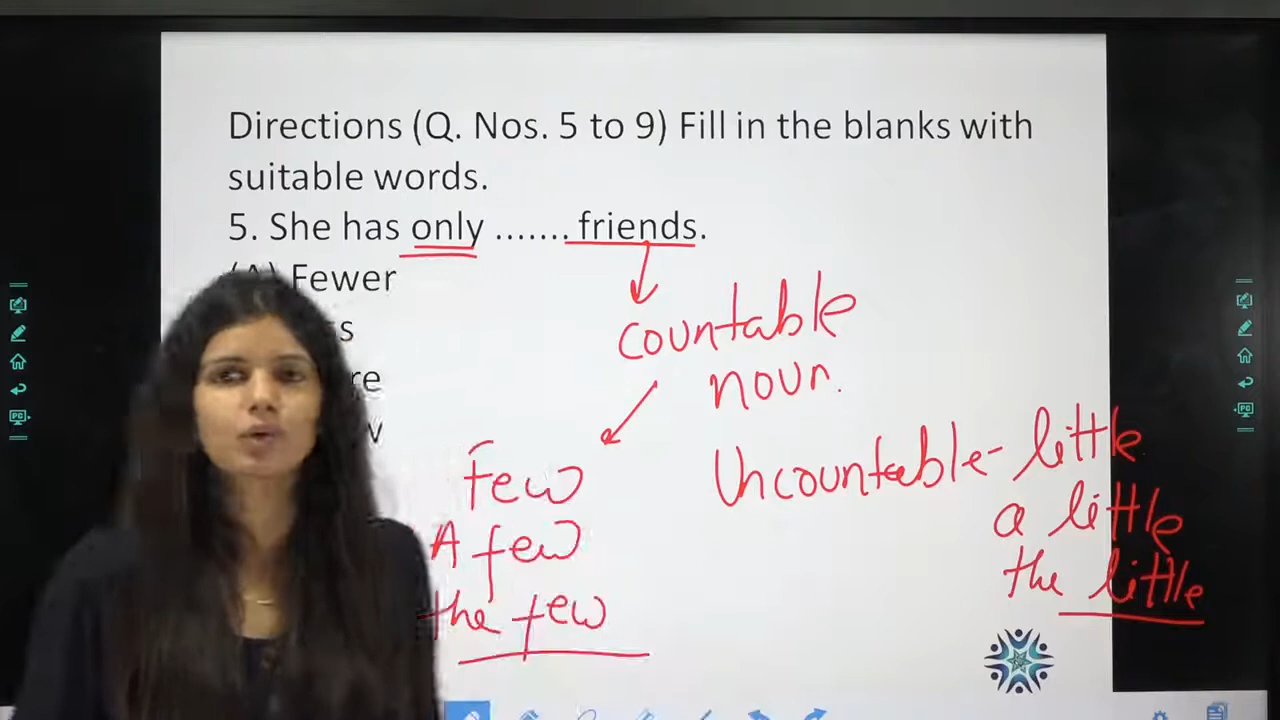 Directions (Q. Nos. 5 to 9) Fill in the blanks with
suitable words.
5. She has only ....... friends.
(A) Fewer
countable
noun.
Few
A few
the few
Uncountable - little
a little
the little